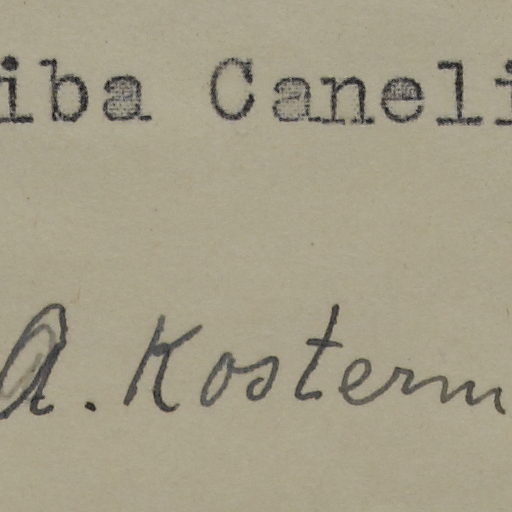 iba Caneli
A. Kosterm